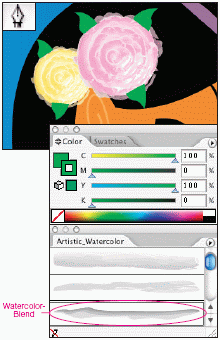 Color Swatches
C 100 %
M 0 %
Y 100 %
K 0 %
Artistic_Watercolor
Watercolor-
Blend